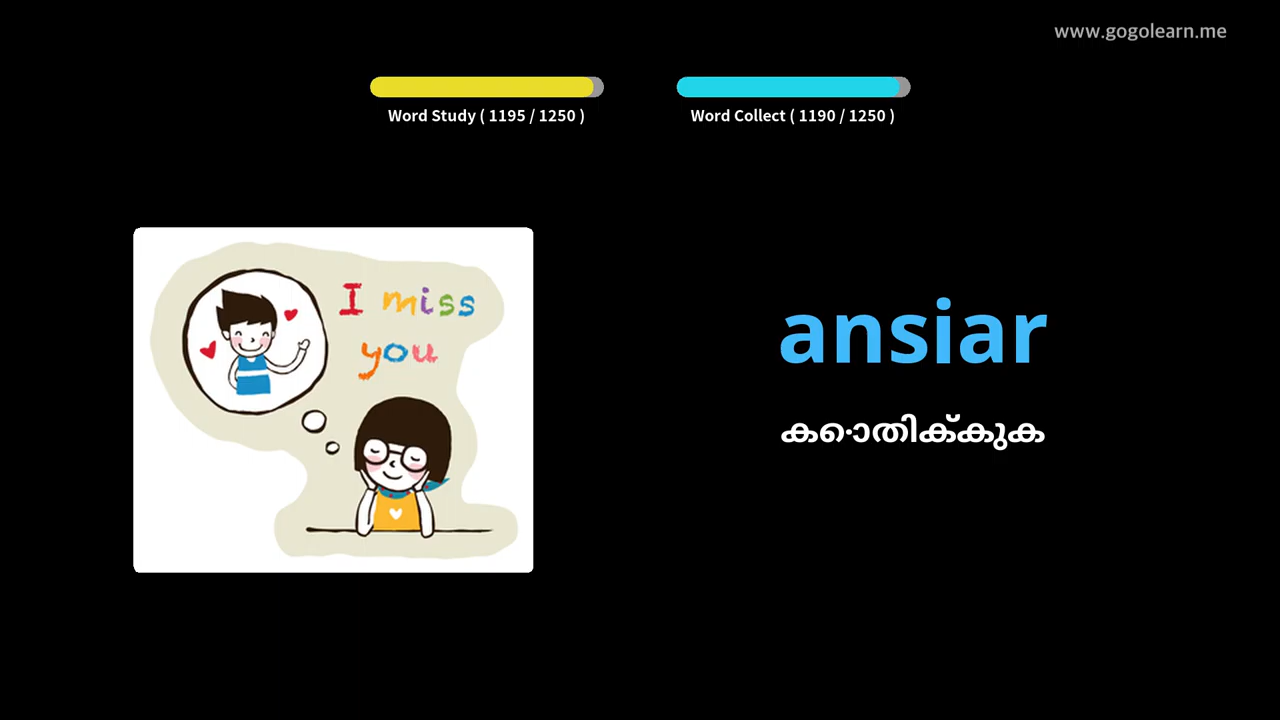 www.gogolearn.me
Word Study ( 1195 / 1250 )
Word Collect ( 1190 / 1250 )
I miss
you
ansiar
കൊതിക്കുക